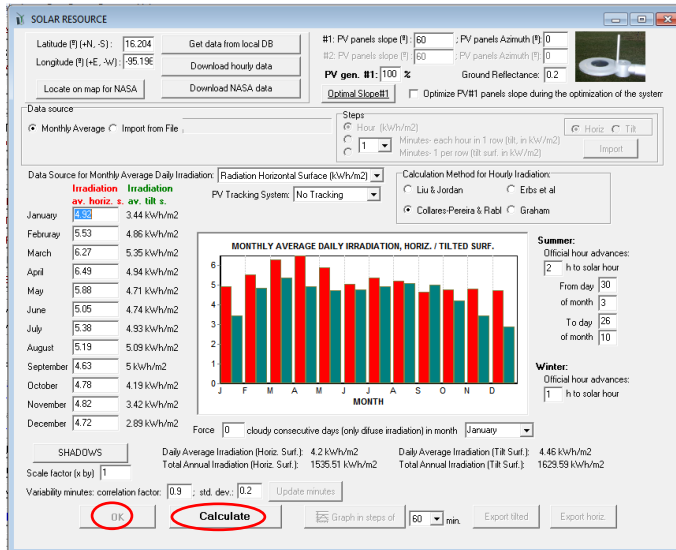 SOLAR RESOURCE
Latitude (º) (+N, -S) : 16.204
Get data from local DB
#1: PV panels slope (º) : 60 ; PV panels Azimuth (º): 0
Longitude (º) (+E, -W) : -95.196
Download hourly data
#2: PV panels slope (º) : 60 ; PV panels Azimuth (º): 0
PV gen. #1: 100 % Ground Reflectance: 0.2
Locate on map for NASA
Download NASA data
Optimal Slope#1 Optimize PV#1 panels slope during the optimization of the system
Data source
Monthly Average Import from File :
Steps
Hour (kWh/m2)
1 Minutes- each hour in 1 row (tilt, in kW/m2)
Minutes- 1 per row (tilt surf. in kW/m2)
Horiz Tilt
Import
Data Source for Monthly Average Daily Irradiation: Radiation Horizontal Surface (kWh/m2)
Irradiation Irradiation
av. horiz. s. av. tilt s.
PV Tracking System: No Tracking
Calculation Method for Hourly Irradiation:
Liu & Jordan Erbs et al
Collares-Pereira & Rabl Graham
January 4.92 3.44 kWh/m2
Februray 5.53 4.86 kWh/m2
March 6.27 5.35 kWh/m2
April 6.49 4.94 kWh/m2
May 5.88 4.71 kWh/m2
June 5.05 4.74 kWh/m2
July 5.38 4.93 kWh/m2
August 5.19 5.09 kWh/m2
September 4.63 5 kWh/m2
October 4.78 4.19 kWh/m2
November 4.82 3.42 kWh/m2
December 4.72 2.89 kWh/m2
MONTHLY AVERAGE DAILY IRRADIATION, HORIZ. / TILTED SURF.
6
5
4
3
2
1
0
J F M A M J J A S O N D
MONTH
Summer:
Official hour advances:
2 h to solar hour
From day 30
of month 3
To day 26
of month 10
Winter:
Official hour advances:
1 h to solar hour
Force 0 cloudy consecutive days (only difuse irradiation) in month January
SHADOWS
Daily Average Irradiation (Horiz. Surf.): 4.2 kWh/m2 Daily Average Irradiation (Tilt Surf.): 4.46 kWh/m2
Total Annual Irradiation (Horiz. Surf.): 1535.51 kWh/m2 Total Annual Irradiation (Tilt Surf.): 1629.59 kWh/m2
Scale factor (x by) 1
Variability minutes: correlation factor: 0.9 ; std. dev.: 0.2 Update minutes
OK
Calculate
Graph in steps of 60 min.
Export tilted
Export horiz.